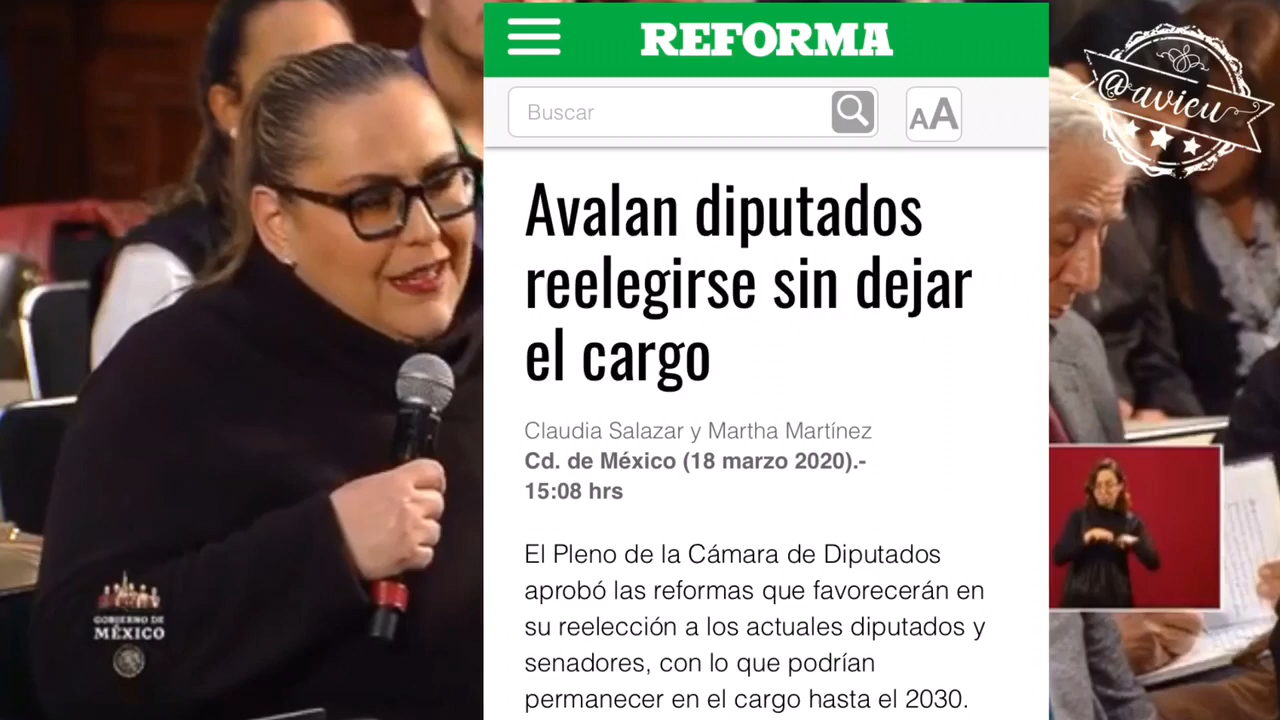 REFORMA
@avieu
Buscar
AA
Avalan diputados
reelegirse sin dejar
el cargo
Claudia Salazar y Martha Martínez
Cd. de México (18 marzo 2020).-
15:08 hrs
El Pleno de la Cámara de Diputados
aprobó las reformas que favorecerán en
su reelección a los actuales diputados y
senadores, con lo que podrían
permanecer en el cargo hasta el 2030.
GOBIERNO DE
MÉXICO